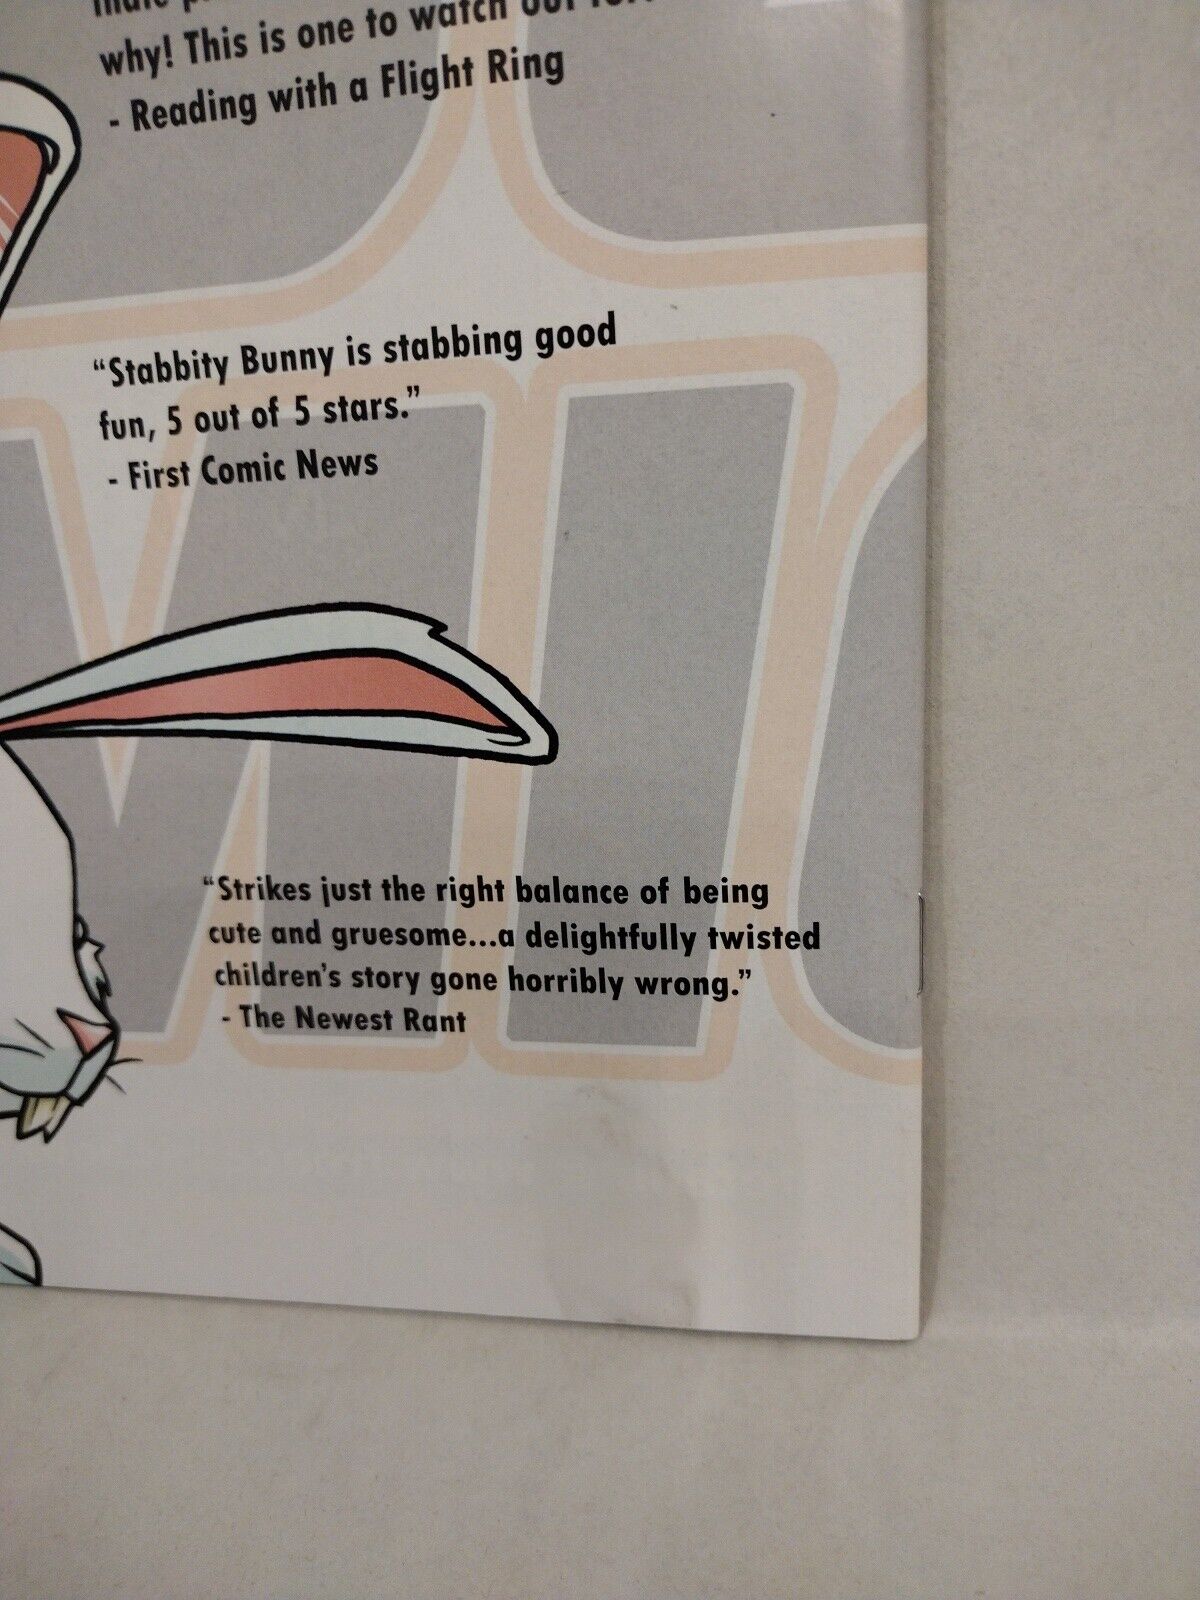 why! This is one to watch out
- Reading with a Flight Ring
“Stabbity Bunny is stabbing good
fun, 5 out of 5 stars.”
- First Comic News
“Strikes just the right balance of being
cute and gruesome...a delightfully twisted
children's story gone horribly wrong.”
- The Newest Rant